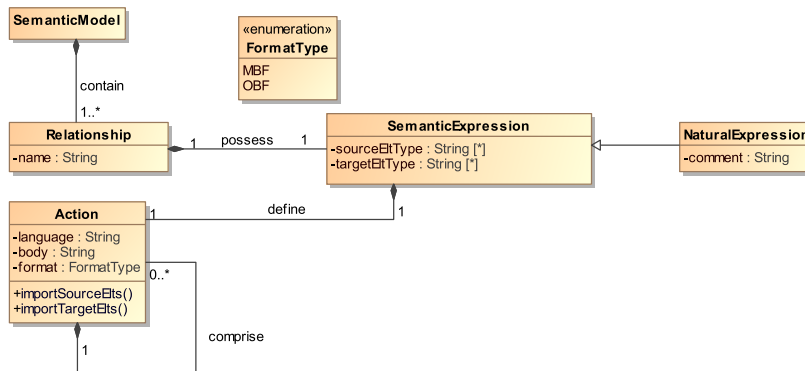 SemanticModel
contain
1..*
«enumeration»
FormatType
MBF
OBF
Relationship
-name : String
1
possess
1
SemanticExpression
-sourceEltType : String [*]
-targetEltType : String [*]
NaturalExpression
-comment : String
Action
-language : String
-body : String
-format : FormatType
+importSourceElts()
+importTargetElts()
1
define
1
0..*
comprise
1